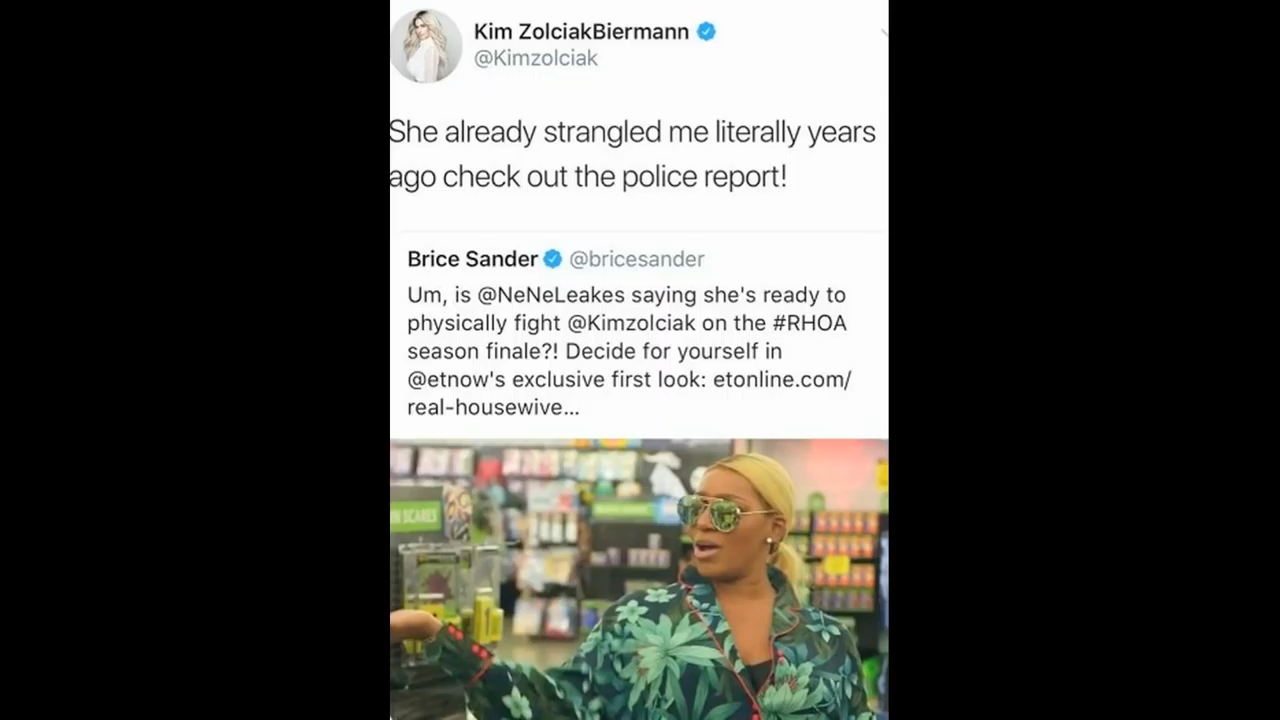 Kim ZolciakBiermann
@Kimzolciak
She already strangled me literally years
ago check out the police report!
Brice Sander @bricesander
Um, is @NeNeLeakes saying she's ready to
physically fight @Kimzolciak on the #RHOA
season finale?! Decide for yourself in
@etnow's exclusive first look: etonline.com/
real-housewive...
SCARES